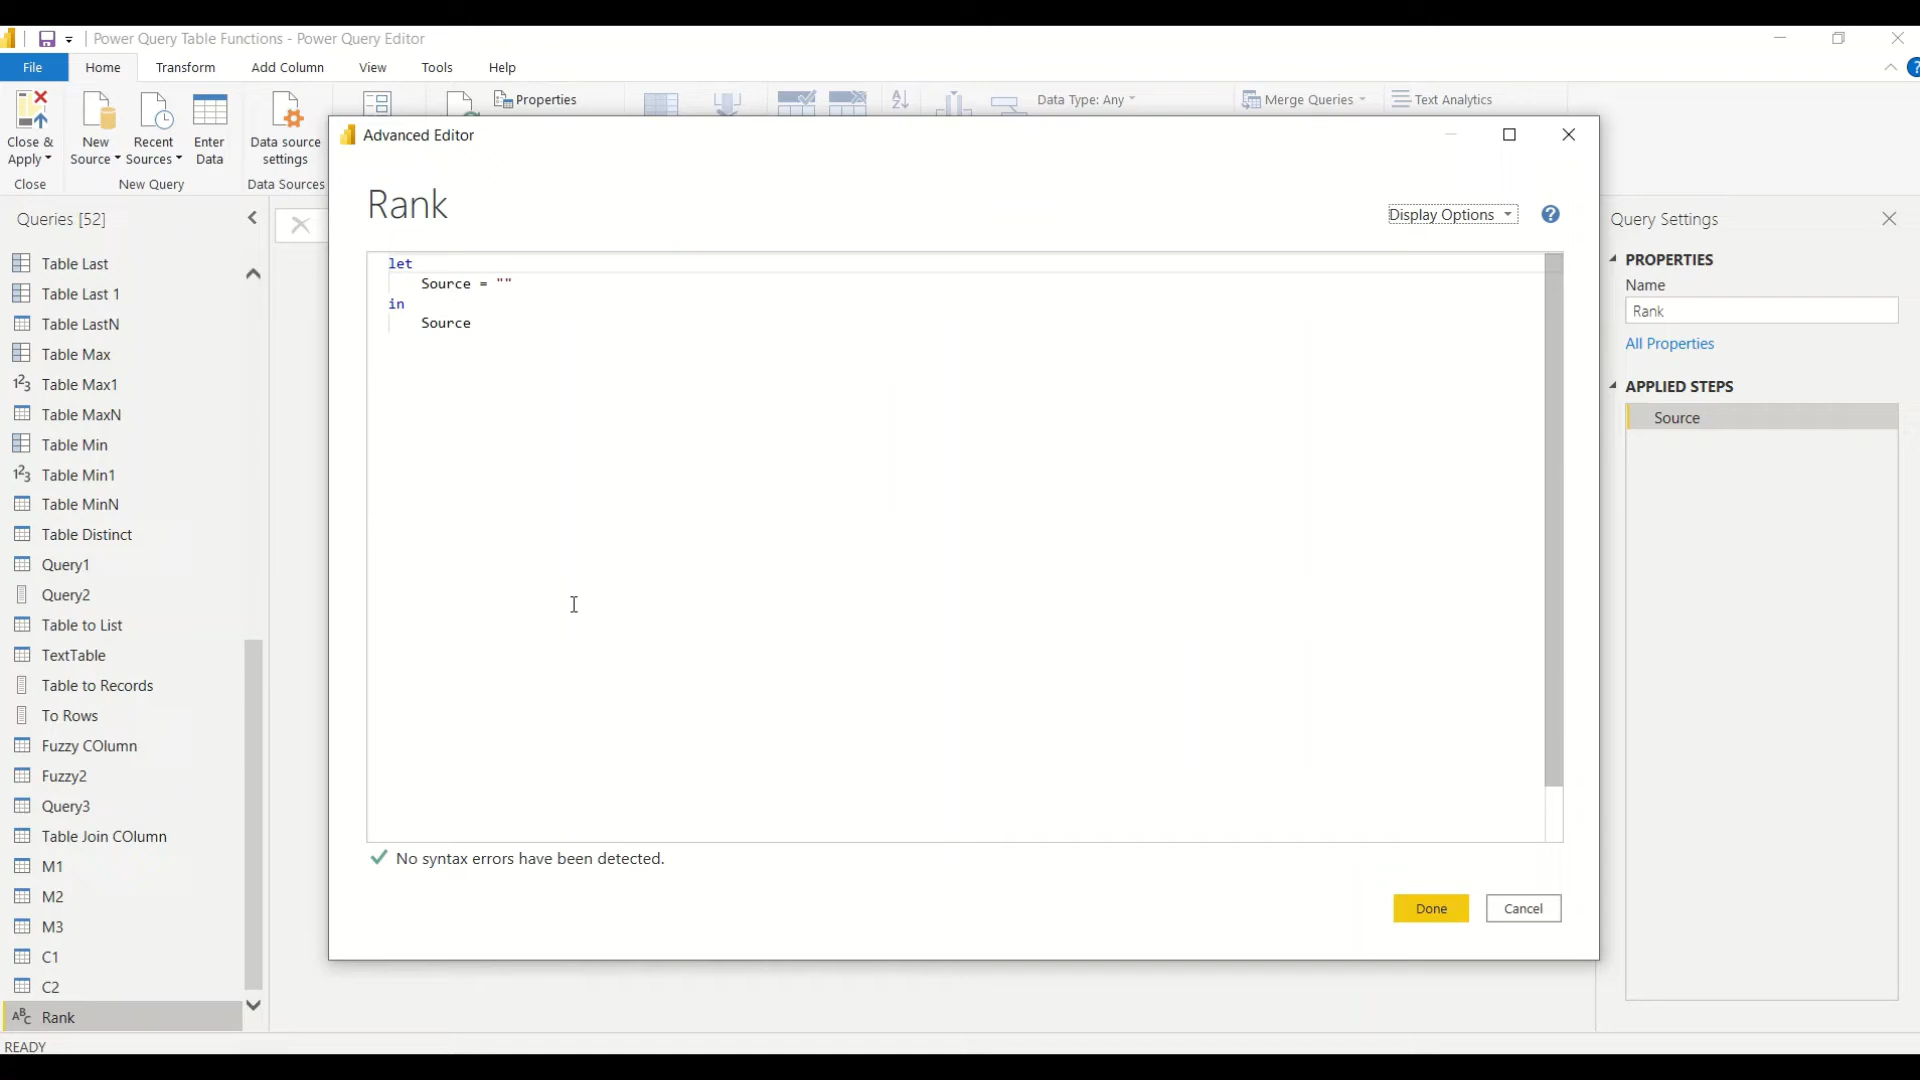 Power Query Table Functions - Power Query Editor
File Home Transform Add Column View Tools Help
Close & Apply
New Source
Recent Sources
Enter Data
Data source settings
Properties
Data Type: Any
Merge Queries
Text Analytics
Close
New Query
Data Sources
Queries [52]
Table Last
Table Last 1
Table LastN
Table Max
1²3 Table Max1
Table MaxN
Table Min
1²3 Table Min1
Table MinN
Table Distinct
Query1
Query2
Table to List
TextTable
Table to Records
To Rows
Fuzzy COlumn
Fuzzy2
Query3
Table Join COlumn
M1
M2
M3
C1
C2
ABC Rank
READY
Advanced Editor
Rank
Display Options
?
let
Source = ""
in
Source
No syntax errors have been detected.
Done
Cancel
Query Settings
PROPERTIES
Name
Rank
All Properties
APPLIED STEPS
Source